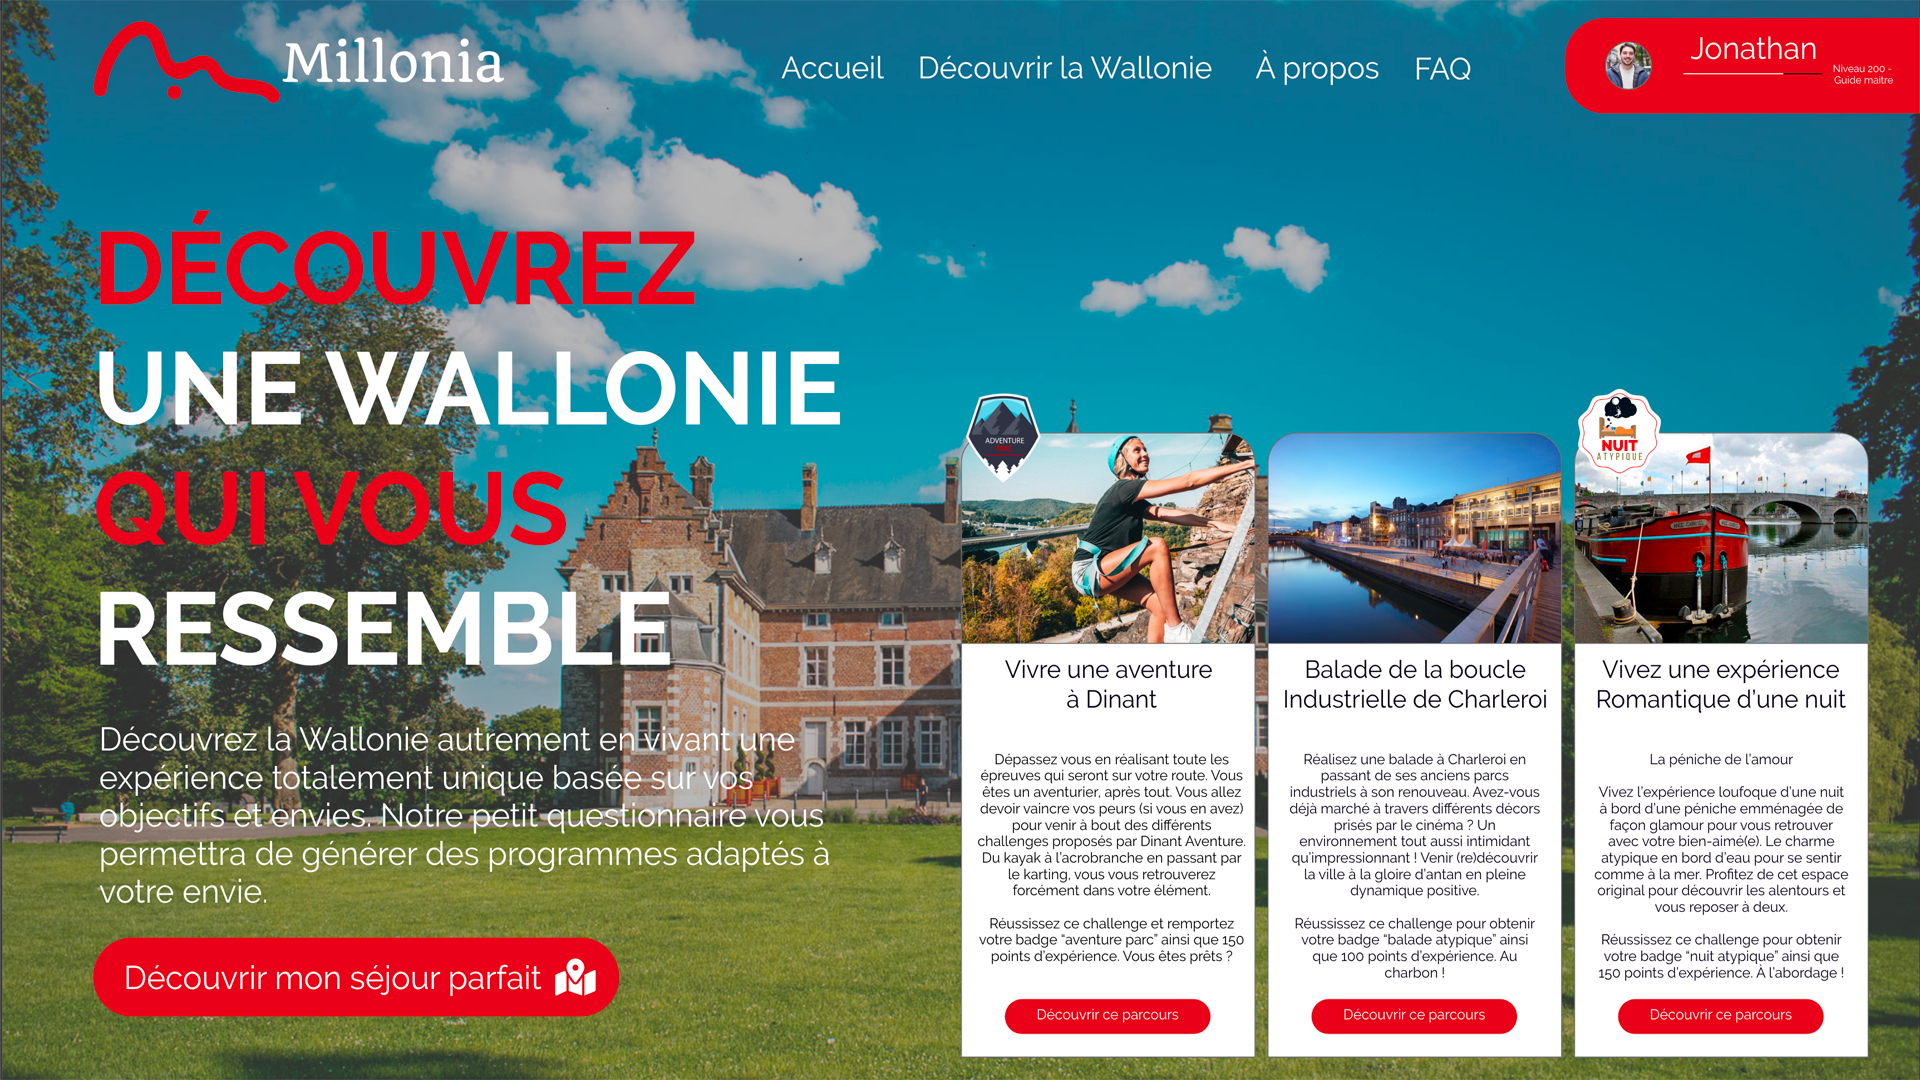 Millonia
Accueil
Découvrir la Wallonie
À propos
FAQ
Jonathan
Niveau 200 -
Guide maitre
DÉCOUVREZ
UNE WALLONIE
QUI VOUS
RESSEMBLE
Découvrez la Wallonie autrement en vivant une
expérience totalement unique basée sur vos
objectifs et envies. Notre petit questionnaire vous
permettra de générer des programmes adaptés à
votre envie.
Découvrir mon séjour parfait
ADVENTURE
Vivre une aventure
à Dinant
Dépassez vous en réalisant toute les
épreuves qui seront sur votre route. Vous
êtes un aventurier, après tout. Vous allez
devoir vaincre vos peurs (si vous en avez)
pour venir à bout des différents
challenges proposés par Dinant Aventure.
Du kayak à l'acrobranche en passant par
le karting, vous vous retrouverez
forcément dans votre élément.
Réussissez ce challenge et remportez
votre badge “aventure parc” ainsi que 150
points d'expérience. Vous êtes prêts ?
Découvrir ce parcours
Balade de la boucle
Industrielle de Charleroi
Réalisez une balade à Charleroi en
passant de ses anciens parcs
industriels à son renouveau. Avez-vous
déjà marché à travers différents décors
prisés par le cinéma ? Un
environnement tout aussi intimidant
qu'impressionnant ! Venir (re)découvrir
la ville à la gloire d'antan en pleine
dynamique positive.
Réussissez ce challenge pour obtenir
votre badge “balade atypique” ainsi
que 100 points d'expérience. Au
charbon !
Découvrir ce parcours
NUIT
ATYPIQUE
Vivez une expérience
Romantique d'une nuit
La péniche de l'amour
Vivez l'expérience loufoque d'une nuit
à bord d'une péniche emménagée de
façon glamour pour vous retrouver
avec votre bien-aimé(e). Le charme
atypique en bord d'eau pour se sentir
comme à la mer. Profitez de cet espace
original pour découvrir les alentours et
vous reposer à deux.
Réussissez ce challenge pour obtenir
votre badge “nuit atypique” ainsi que
150 points d'expérience. À l'abordage !
Découvrir ce parcours